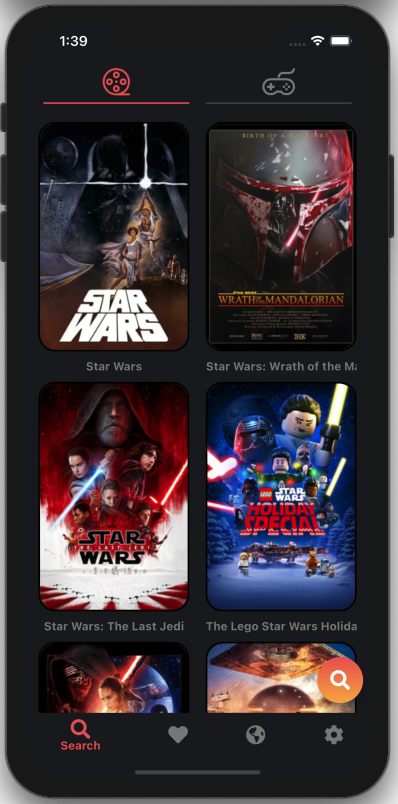 1:39
BIRTH OF A
STAR WARS
WRATH OF THE MANDALORIAN
STAR
WARS
Star Wars
Star Wars: Wrath of the Ma
STAR
THE LAST JEDI
WARS
LEGO STAR WARS
HOLIDAY
SPECIAL
Star Wars: The Last Jedi
The Lego Star Wars Holida
Search